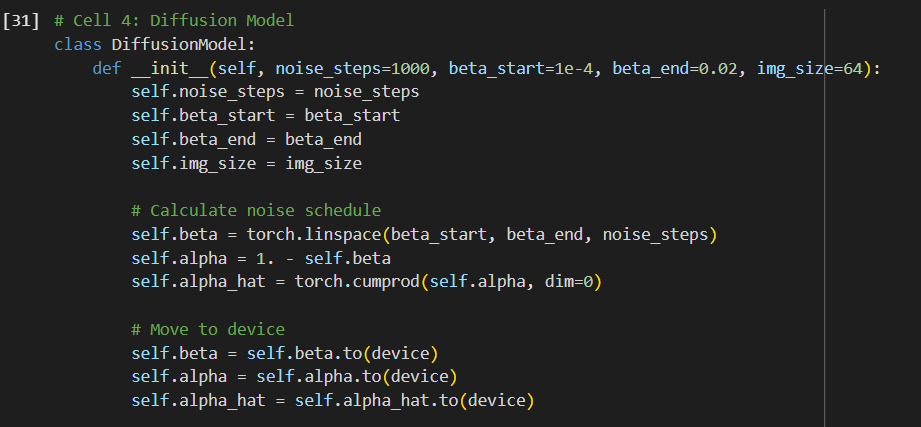 [31] # Cell 4: Diffusion Model
class DiffusionModel:
    def __init__(self, noise_steps=1000, beta_start=1e-4, beta_end=0.02, img_size=64):
        self.noise_steps = noise_steps
        self.beta_start = beta_start
        self.beta_end = beta_end
        self.img_size = img_size

        # Calculate noise schedule
        self.beta = torch.linspace(beta_start, beta_end, noise_steps)
        self.alpha = 1. - self.beta
        self.alpha_hat = torch.cumprod(self.alpha, dim=0)

        # Move to device
        self.beta = self.beta.to(device)
        self.alpha = self.alpha.to(device)
        self.alpha_hat = self.alpha_hat.to(device)